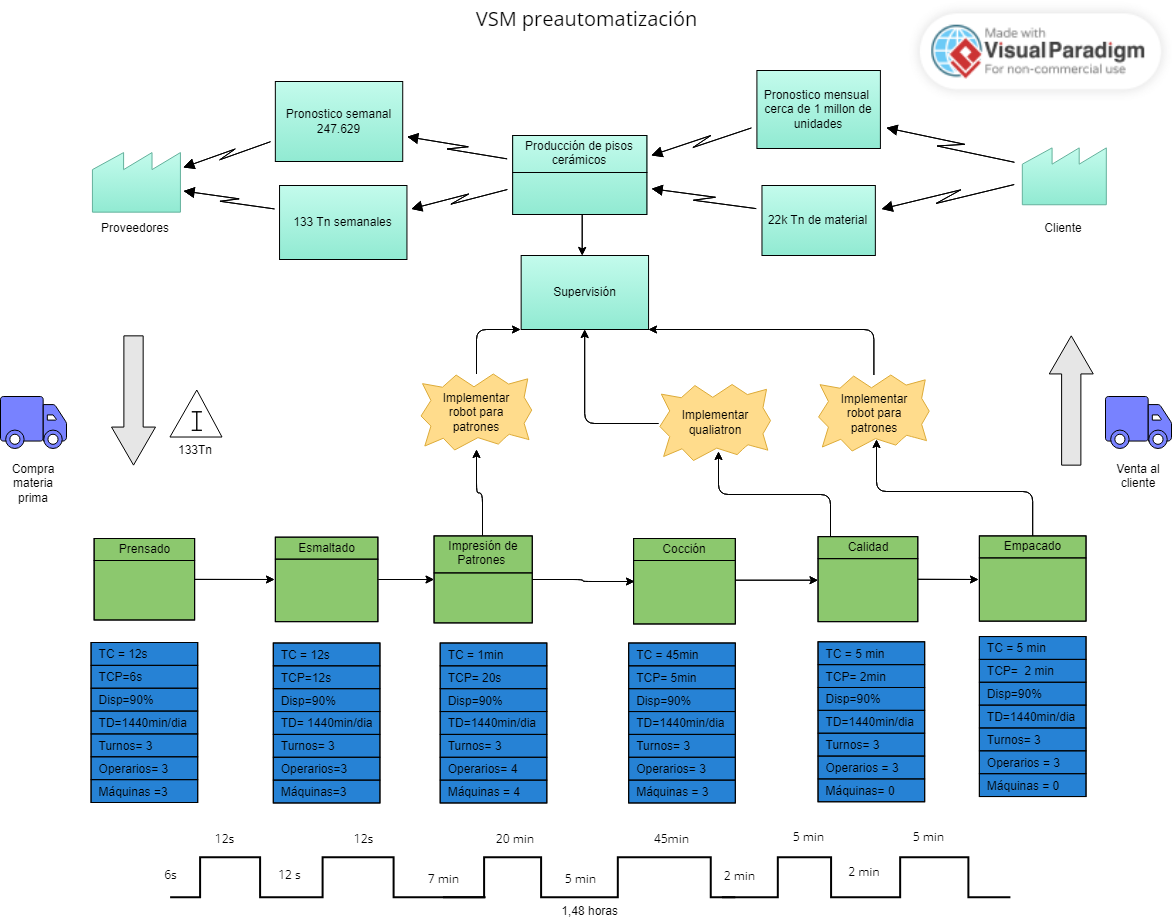 VSM preautomatización
Made with
Visual Paradigm
For non-commercial use
Pronostico semanal
247.629
Producción de pisos
cerámicos
Pronostico mensual
cerca de 1 millon de
unidades
Proveedores
133 Tn semanales
22k Tn de material
Cliente
Supervisión
Implementar
robot para
patrones
Implementar
qualiatron
Implementar
robot para
patrones
I
133Tn
Compra
materia
prima
Venta al
cliente
Prensado
Esmaltado
Impresión de
Patrones
Cocción
Calidad
Empacado
TC = 12s
TCP=6s
Disp=90%
TD=1440min/dia
Turnos= 3
Operarios= 3
Máquinas =3
TC = 12s
TCP=12s
Disp=90%
TD= 1440min/dia
Turnos= 3
Operarios=3
Máquinas=3
TC = 1min
TCP= 20s
Disp=90%
TD=1440min/dia
Turnos= 3
Operarios= 4
Máquinas = 4
TC = 45min
TCP= 5min
Disp=90%
TD=1440min/dia
Turnos= 3
Operarios= 3
Máquinas = 3
TC = 5 min
TCP= 2min
Disp=90%
TD=1440min/dia
Turnos= 3
Operarios = 3
Máquinas= 0
TC = 5 min
TCP= 2 min
Disp=90%
TD=1440min/dia
Turnos= 3
Operarios = 3
Máquinas = 0
6s
12s
12 s
12s
7 min
20 min
5 min
45min
2 min
5 min
2 min
5 min
1,48 horas